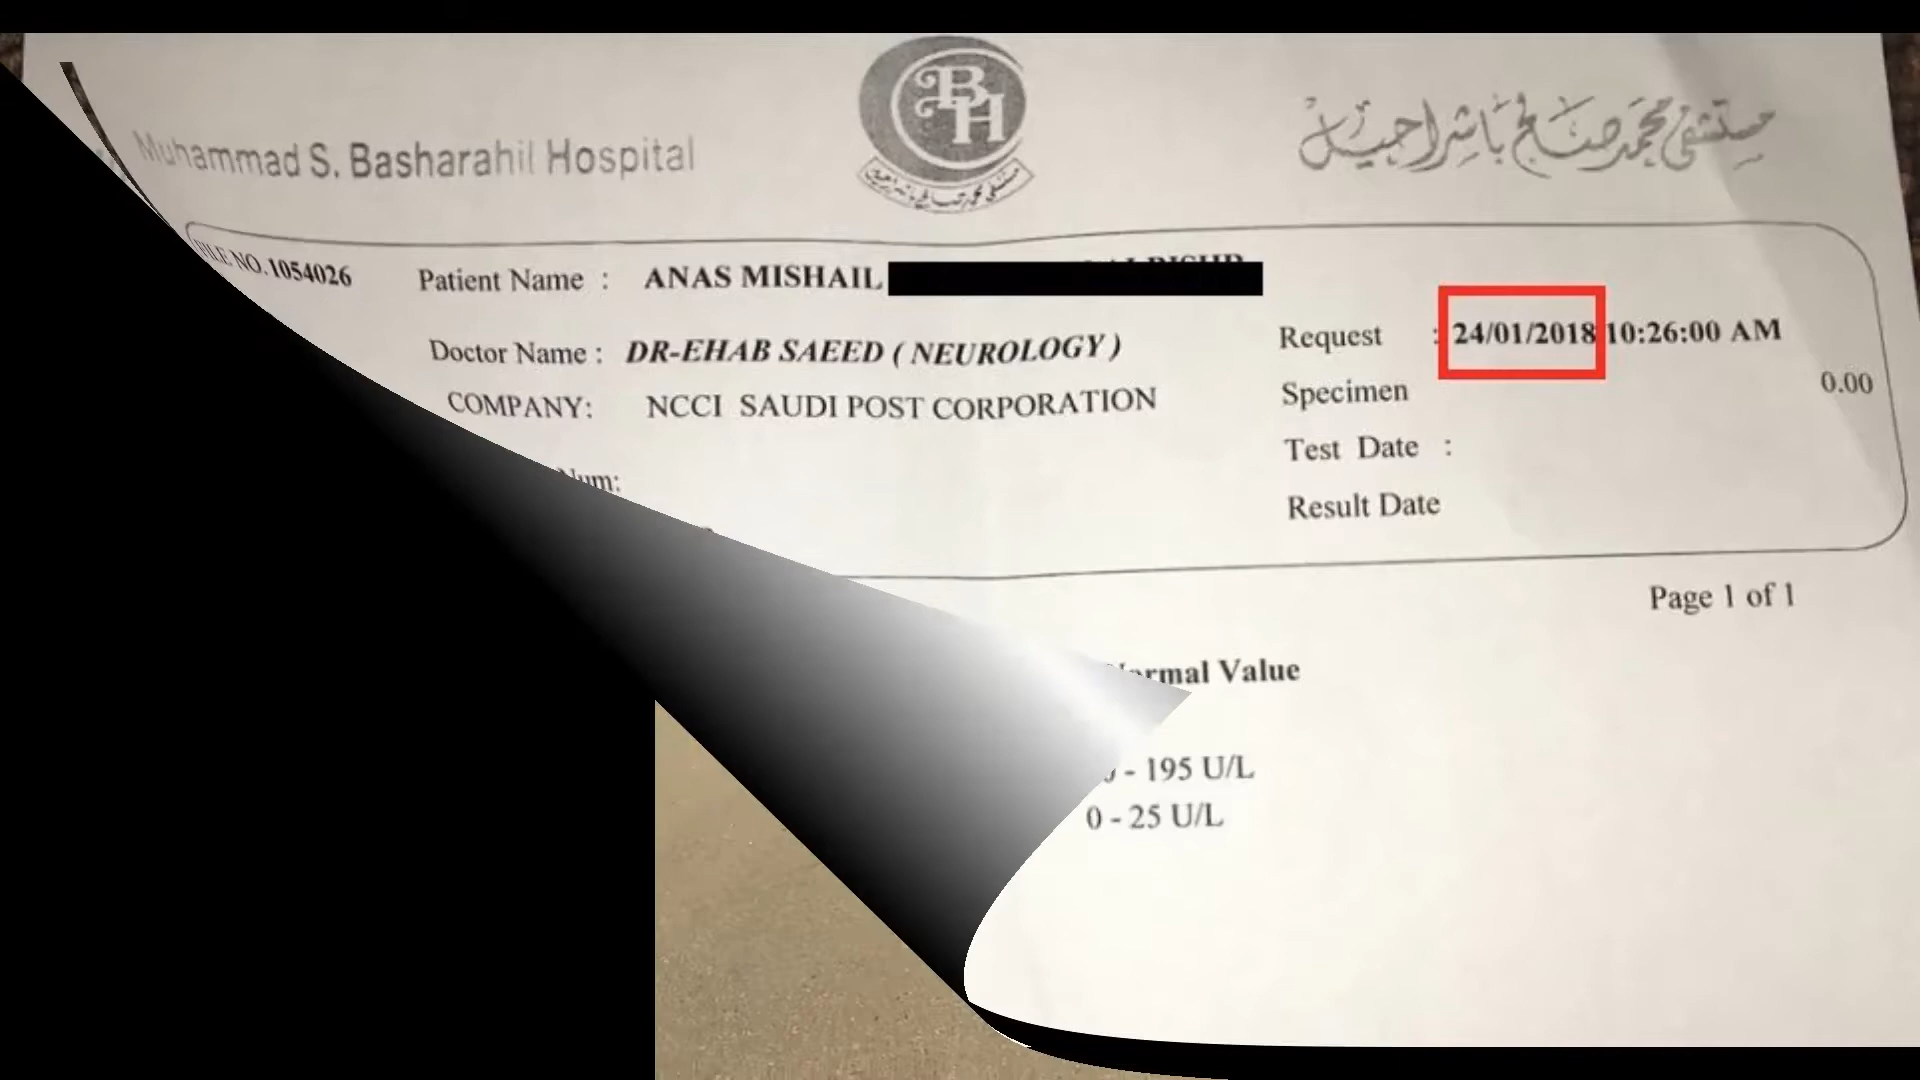 Muhammad S. Basharahil Hospital
BH
مستشفى محمد صالح باشراحيل
FILE NO.1054026
Patient Name : ANAS MISHAIL
Doctor Name : DR-EHAB SAEED ( NEUROLOGY )
COMPANY: NCCI SAUDI POST CORPORATION
Request : 24/01/2018 10:26:00 AM
Specimen
0.00
Test Date :
Result Date
Page 1 of 1
Normal Value
- 195 U/L
0 - 25 U/L